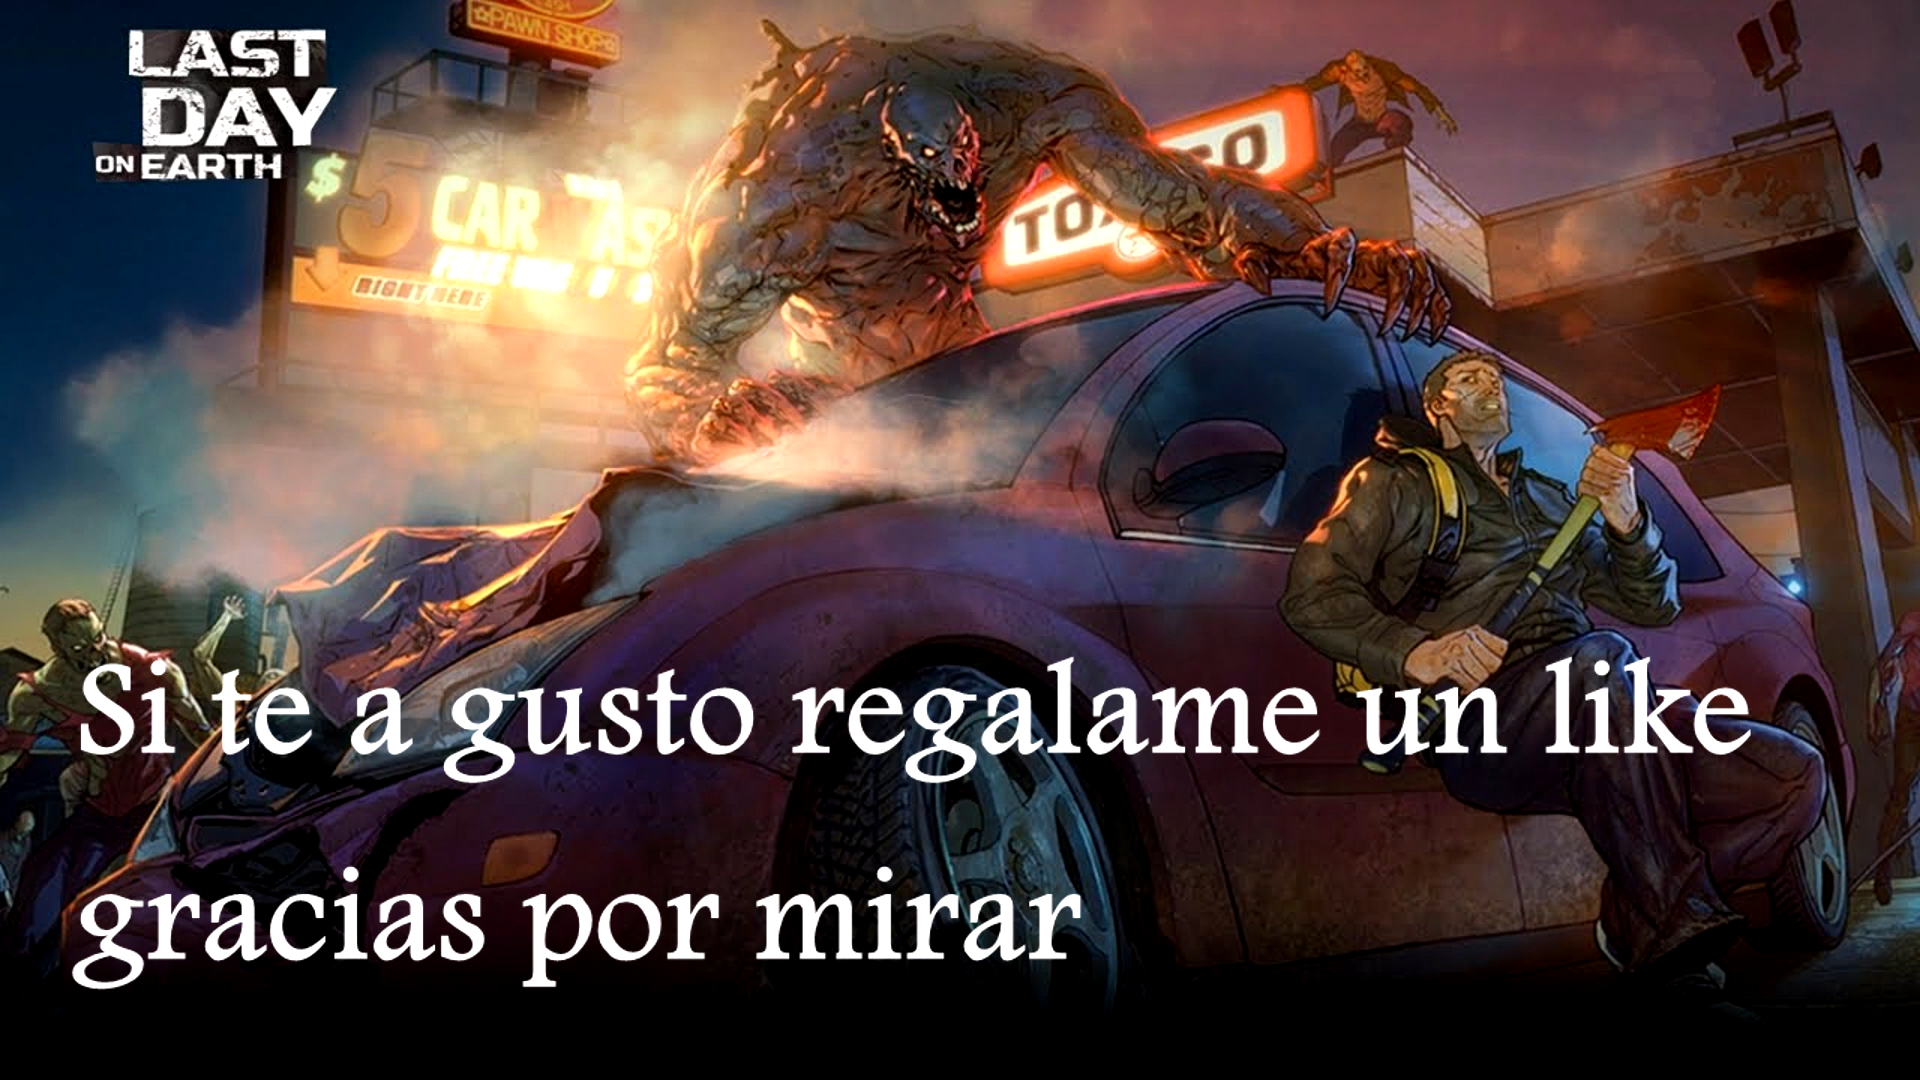 PAWN SHOP
LAST
DAY
ON EARTH
$5
CAR
RIGHT HERE
Si te a gusto regalame un like
gracias por mirar